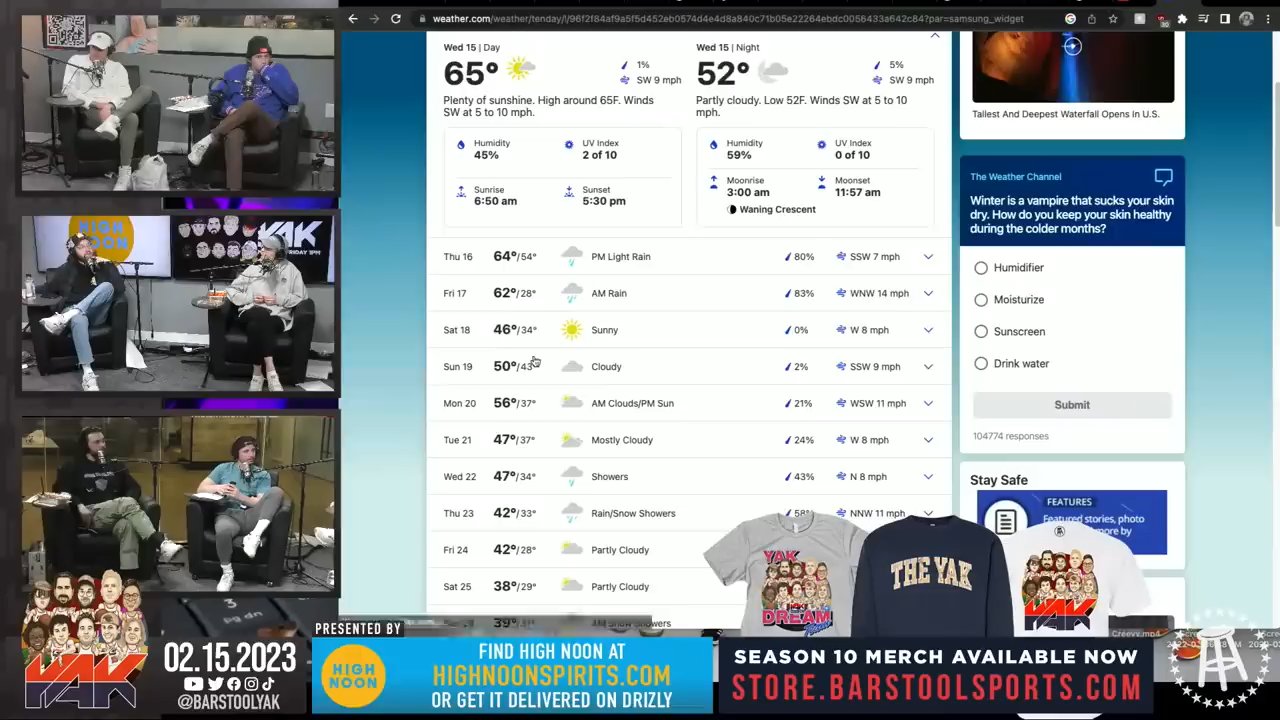 weather.com/weather/tenday/l/96f2f84af9a5f5d452eb0574d4e4d8a840c71b05e22264ebdc0056433a642c84?par=samsung_widget
Wed 15 | Day
65°
1%
SW 9 mph
Plenty of sunshine. High around 65F. Winds
SW at 5 to 10 mph.
Humidity
45%
UV Index
2 of 10
Sunrise
6:50 am
Sunset
5:30 pm
Wed 15 | Night
52°
5%
SW 9 mph
Partly cloudy. Low 52F. Winds SW at 5 to 10
mph.
Humidity
59%
UV Index
0 of 10
Moonrise
3:00 am
Moonset
11:57 am
Waning Crescent
Thu 16 64°/54° PM Light Rain 80% SSW 7 mph
Fri 17 62°/28° AM Rain 83% WNW 14 mph
Sat 18 46°/34° Sunny 0% W 8 mph
Sun 19 50°/43° Cloudy 2% SSW 9 mph
Mon 20 56°/37° AM Clouds/PM Sun 21% WSW 11 mph
Tue 21 47°/37° Mostly Cloudy 24% W 8 mph
Wed 22 47°/34° Showers 43% N 8 mph
Thu 23 42°/33° Rain/Snow Showers 58% NNW 11 mph
Fri 24 42°/28° Partly Cloudy
Sat 25 38°/29° Partly Cloudy
Tallest And Deepest Waterfall Opens In U.S.
The Weather Channel
Winter is a vampire that sucks your skin
dry. How do you keep your skin healthy
during the colder months?
Humidifier
Moisturize
Sunscreen
Drink water
Submit
104774 responses
Stay Safe
FEATURES
Featured stories, photo
HIGH
NOON
YAK
YAK
DREAM
THE YAK
YAK
YAK
02.15.2023
@BARSTOOLYAK
PRESENTED BY
HIGH
NOON
FIND HIGH NOON AT
HIGHNOONSPIRITS.COM
OR GET IT DELIVERED ON DRIZLY
SEASON 10 MERCH AVAILABLE NOW
STORE.BARSTOOLSPORTS.COM